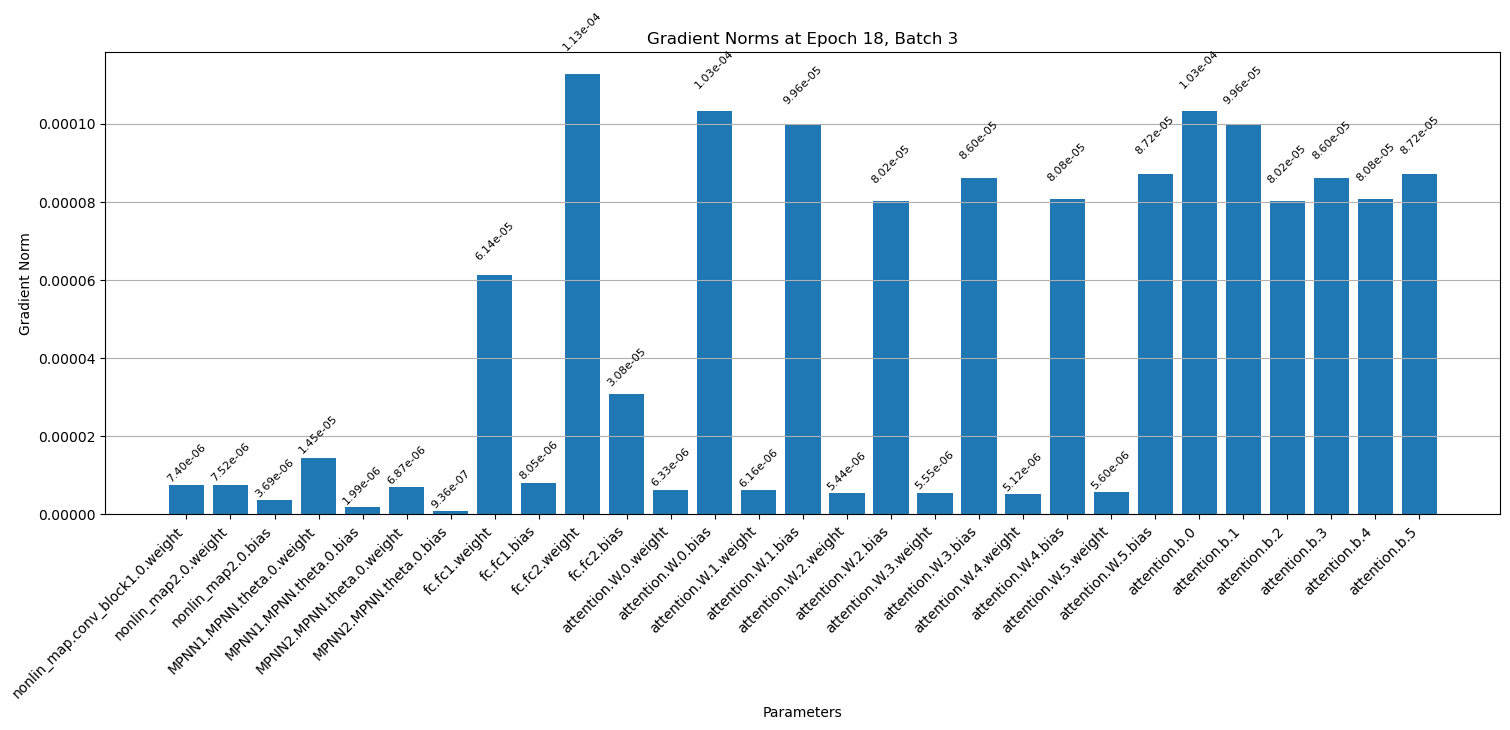 Gradient Norms at Epoch 18, Batch 3
Gradient Norm
0.00010
0.00008
0.00006
0.00004
0.00002
0.00000
7.40e-06
7.52e-06
3.69e-06
1.45e-05
1.99e-06
6.87e-06
9.36e-07
6.14e-05
8.05e-06
1.13e-04
3.08e-05
6.33e-06
1.03e-04
6.16e-06
9.96e-05
5.44e-06
8.02e-05
5.55e-06
8.60e-05
5.12e-06
8.08e-05
5.60e-06
8.72e-05
1.03e-04
9.96e-05
8.02e-05
8.60e-05
8.08e-05
8.72e-05
nonlin_map.conv_block1.0.weight
nonlin_map2.0.weight
nonlin_map2.0.bias
MPNN1.MPNN.theta.0.weight
MPNN1.MPNN.theta.0.bias
MPNN2.MPNN.theta.0.weight
MPNN2.MPNN.theta.0.bias
fc.fc1.weight
fc.fc1.bias
fc.fc2.weight
fc.fc2.bias
attention.W.0.weight
attention.W.0.bias
attention.W.1.weight
attention.W.1.bias
attention.W.2.weight
attention.W.2.bias
attention.W.3.weight
attention.W.3.bias
attention.W.4.weight
attention.W.4.bias
attention.W.5.weight
attention.W.5.bias
attention.b.0
attention.b.1
attention.b.2
attention.b.3
attention.b.4
attention.b.5
Parameters